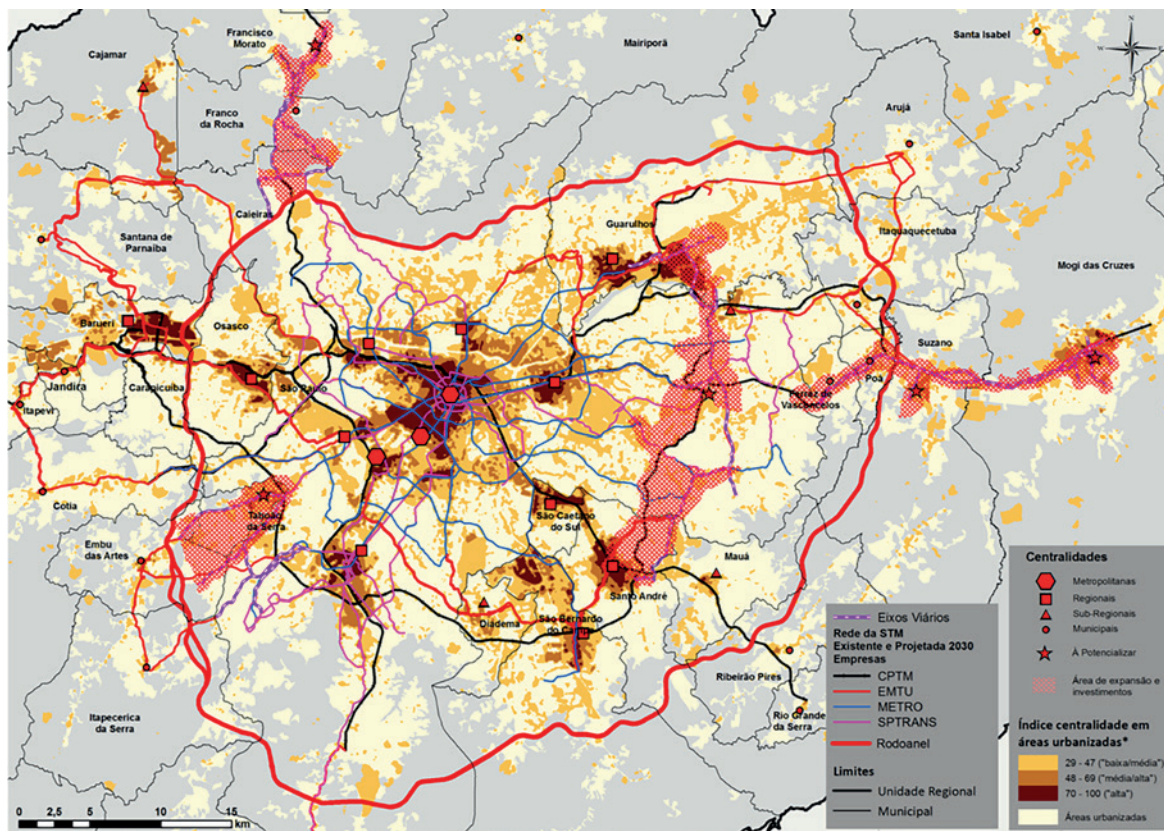 Francisco
Morato
Cajamar
Mairiporã
Santa Isabel
N
W
E
S
Franco
da Rocha
Arujá
Caieiras
Santana de
Parnaíba
Guarulhos
Itaquaquecetuba
Mogi das Cruzes
Barueri
Osasco
Suzano
Jandira
Carapicuiba
São Paulo
Poá
Ferraz de
Vasconcelos
Itapevi
Cotia
Taboão
da Serra
São Caetano
do Sul
Embu
das Artes
Mauá
Santo André
Diadema
São Bernardo
do Campo
Ribeirão Pires
Itapecerica
da Serra
Rio Grande
da Serra
0 2,5 5 10 15
km
Eixos Viários
Rede da STM
Existente e Projetada 2030
Empresas
CPTM
EMTU
METRO
SPTRANS
Rodoanel
Limites
Unidade Regional
Municipal
Centralidades
Metropolitanas
Regionais
Sub-Regionais
Municipais
À Potencializar
Área de expansão e
investimentos
Índice centralidade em
áreas urbanizadas*
29 - 47 ("baixa/média")
48 - 69 ("média/alta")
70 - 100 ("alta")
Áreas urbanizadas